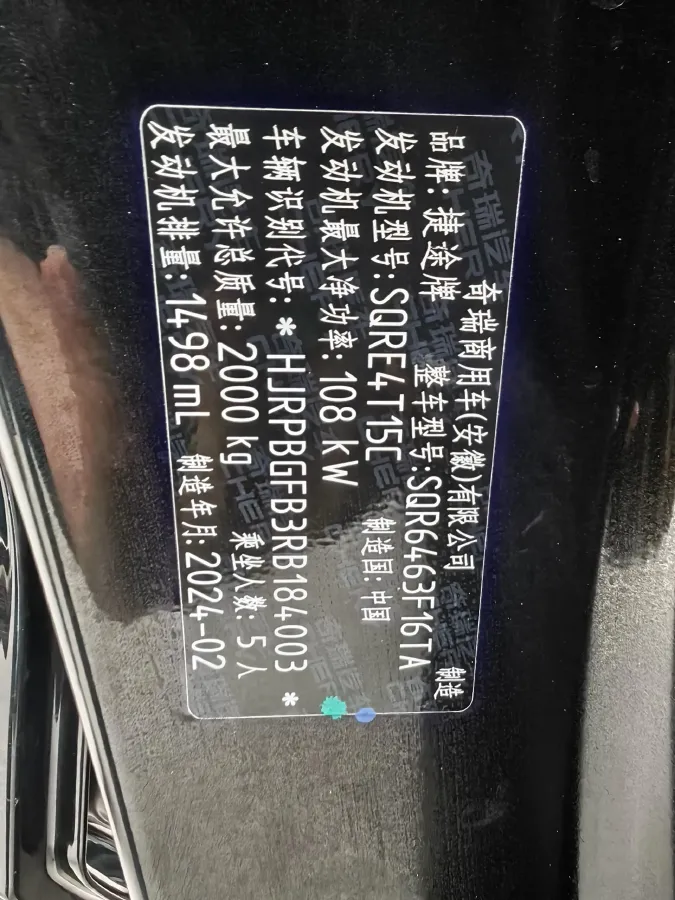 奇瑞商用车(安徽)有限公司 制造
品牌: 捷途牌 整车型号:SQR6463F16TA
发动机型号:SQRE4T15C 制造国:中国
发动机最大净功率: 108 kW
车辆识别代号: *HJRPBGFB3RB184003 *
最大允许总质量: 2000 kg 乘坐人数: 5 人
发动机排量: 1498 mL 制造年月: 2024-02